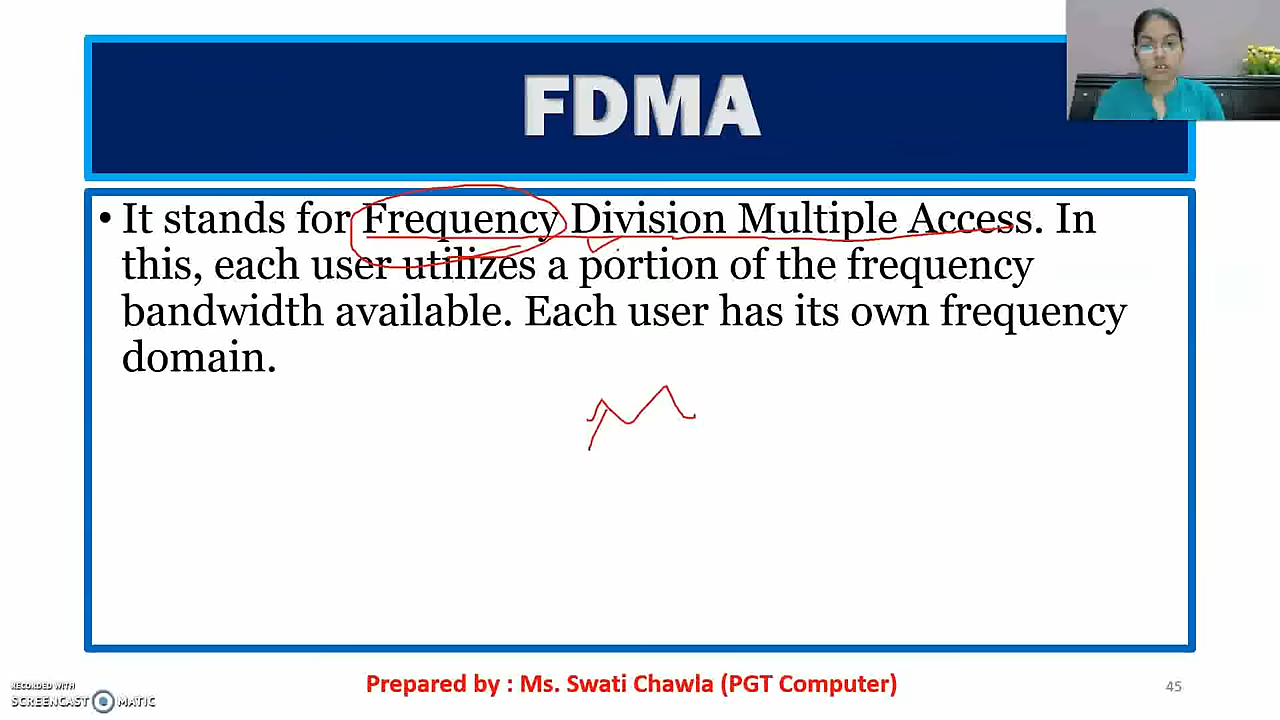 FDMA
• It stands for Frequency Division Multiple Access. In
this, each user utilizes a portion of the frequency
bandwidth available. Each user has its own frequency
domain.
Prepared by : Ms. Swati Chawla (PGT Computer)
45
RECORDED WITH
SCREENCAST MATIC